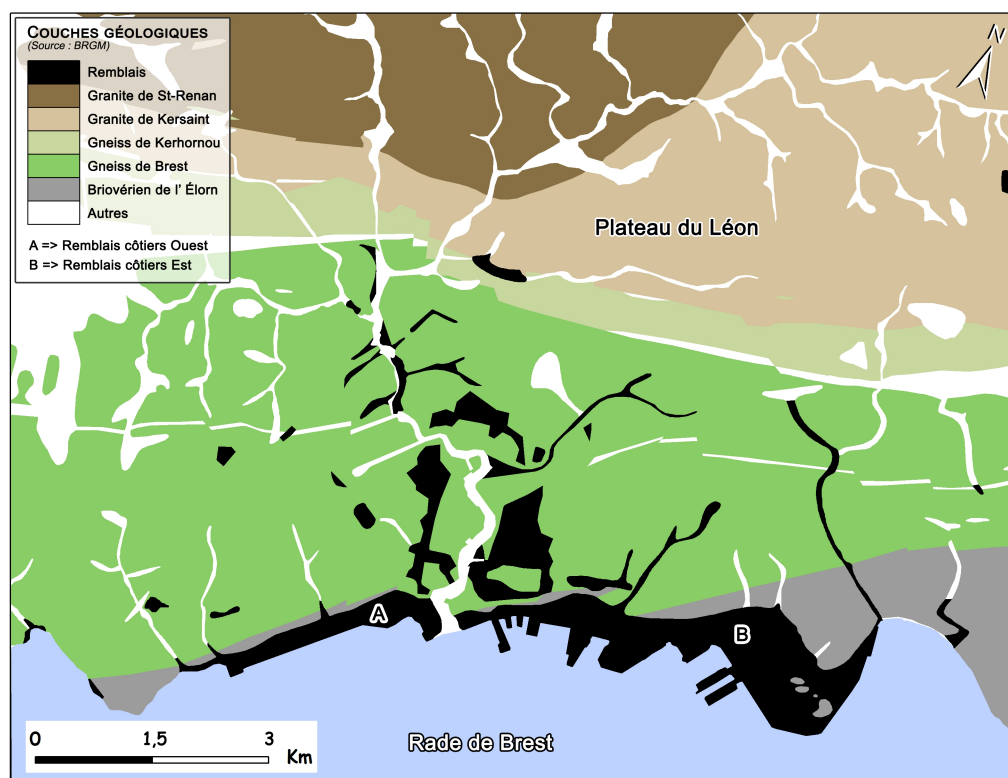 COUCHES GÉOLOGIQUES
(Source : BRGM)
Remblais
Granite de St-Renan
Granite de Kersaint
Gneiss de Kerhornou
Gneiss de Brest
Briovérien de l' Élorn
Autres
A => Remblais côtiers Ouest
B => Remblais côtiers Est
N
Plateau du Léon
A
B
Rade de Brest
0 1,5 3
Km